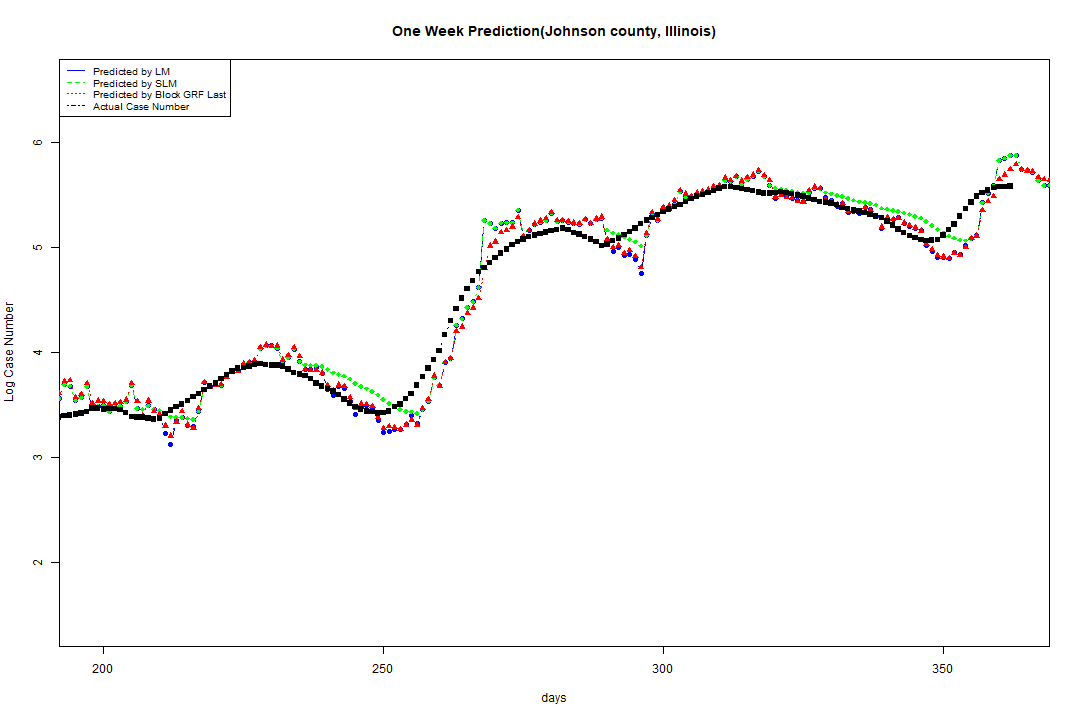 One Week Prediction(Johnson county, Illinois)
Predicted by LM
Predicted by SLM
Predicted by Block GRF Last
Actual Case Number
6
5
4
3
2
Log Case Number
200 250 300 350
days